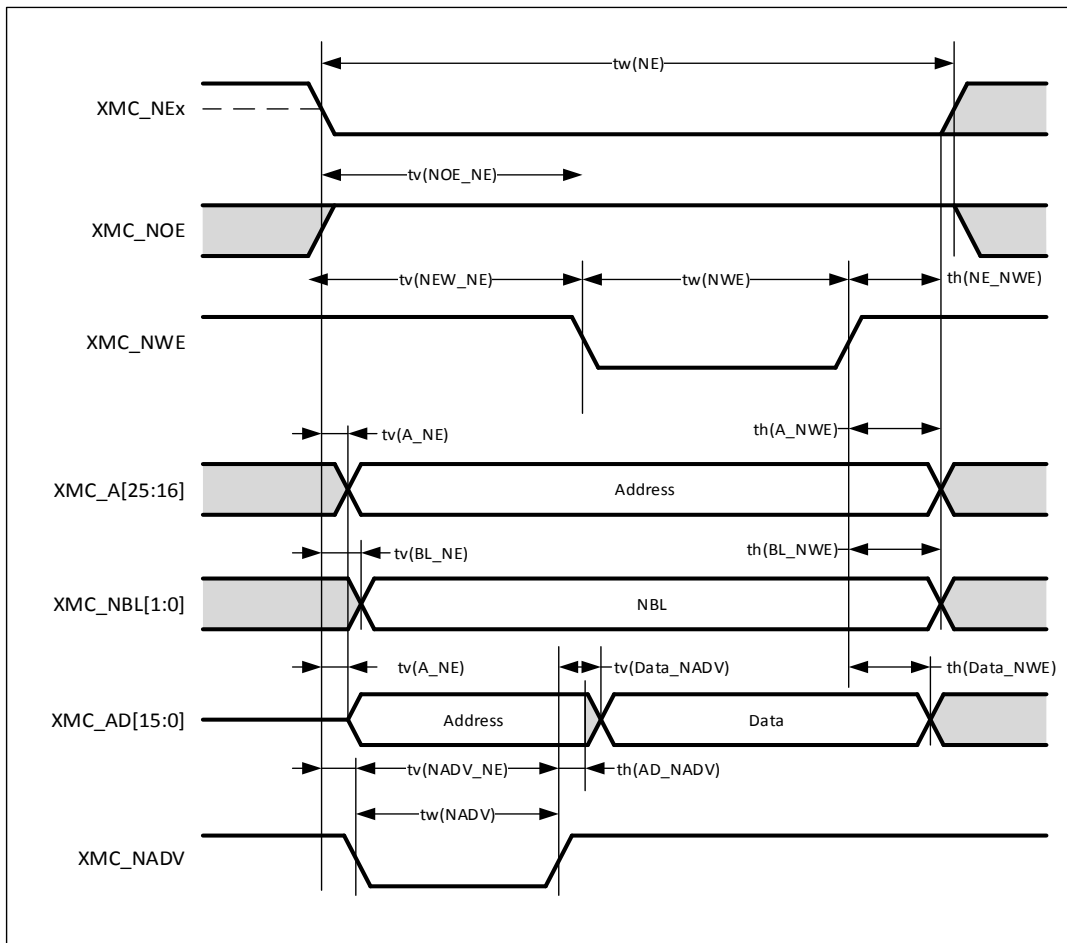 tw(NE)
XMC_NEx
tv(NOE_NE)
XMC_NOE
tv(NEW_NE)
tw(NWE)
th(NE_NWE)
XMC_NWE
tv(A_NE)
th(A_NWE)
XMC_A[25:16]
Address
tv(BL_NE)
th(BL_NWE)
XMC_NBL[1:0]
NBL
tv(A_NE)
tv(Data_NADV)
th(Data_NWE)
XMC_AD[15:0]
Address
Data
tv(NADV_NE)
th(AD_NADV)
tw(NADV)
XMC_NADV